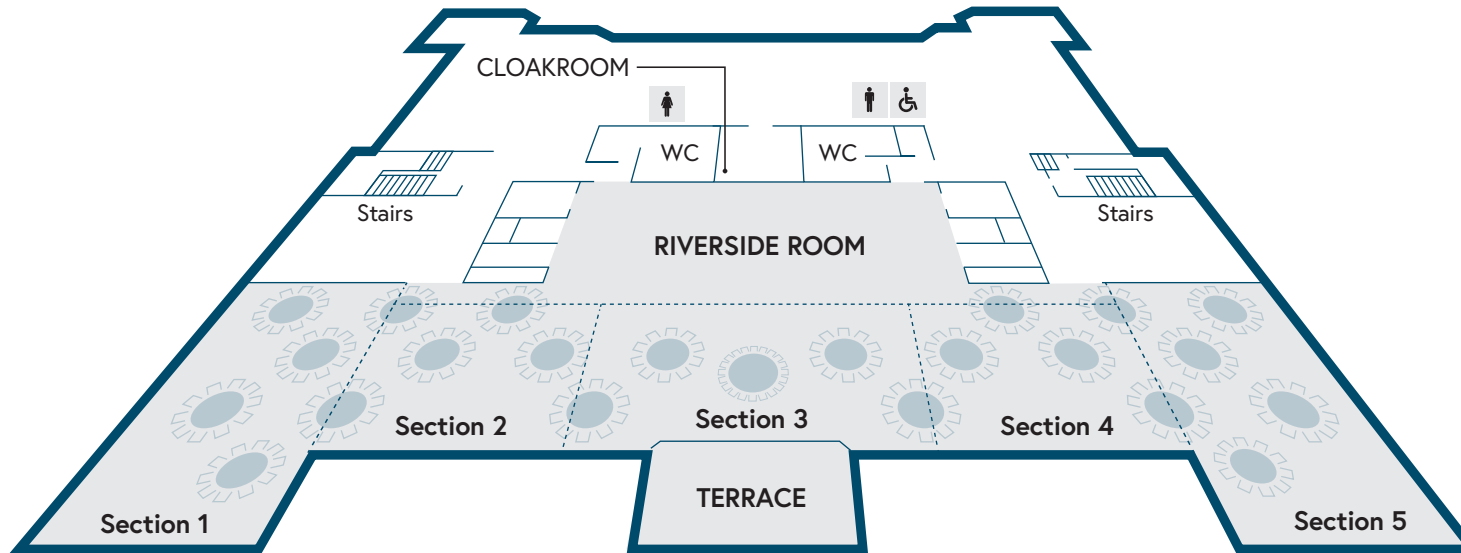 CLOAKROOM
WC
WC
Stairs
Stairs
RIVERSIDE ROOM
Section 2
Section 3
Section 4
TERRACE
Section 1
Section 5